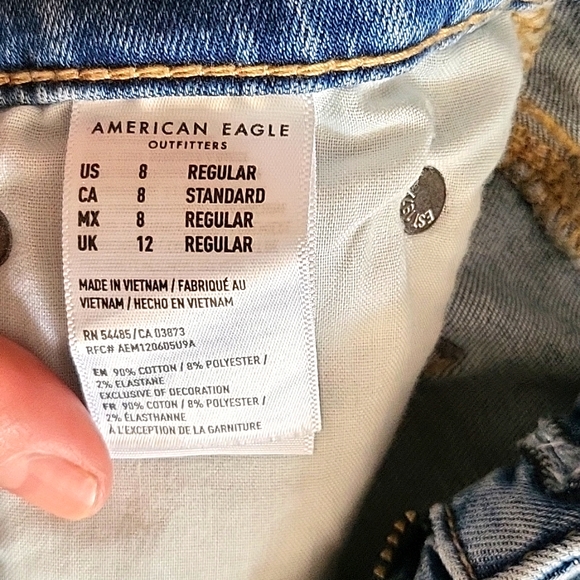 AMERICAN EAGLE
OUTFITTERS
US 8 REGULAR
CA 8 STANDARD
MX 8 REGULAR
UK 12 REGULAR
MADE IN VIETNAM / FABRIQUÉ AU
VIETNAM / HECHO EN VIETNAM
RN 54485/CA 03873
RFC# AEM120605U9A
EN 90% COTTON / 8% POLYESTER /
2% ELASTANE
EXCLUSIVE OF DECORATION
FR 90% COTON / 8% POLYESTER /
2% ÉLASTHANNE
À L'EXCEPTION DE LA GARNITURE